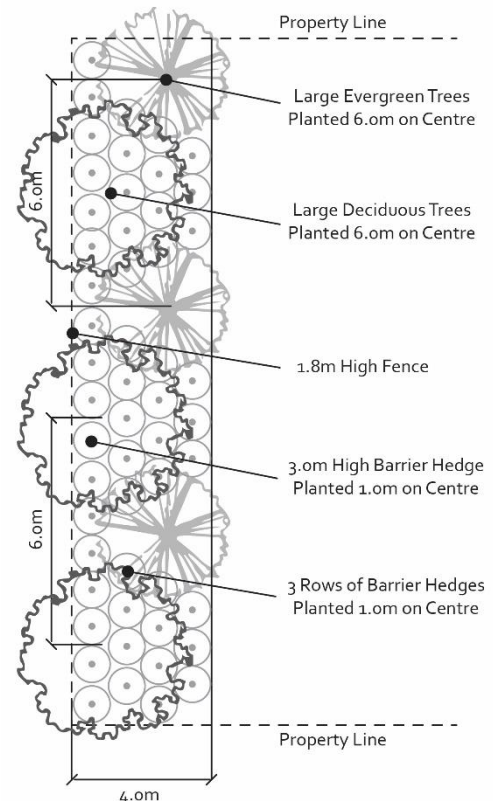 Property Line
Large Evergreen Trees
Planted 6.0m on Centre
6.0m
Large Deciduous Trees
Planted 6.0m on Centre
1.8m High Fence
3.0m High Barrier Hedge
Planted 1.0m on Centre
6.0m
3 Rows of Barrier Hedges
Planted 1.0m on Centre
Property Line
4.0m